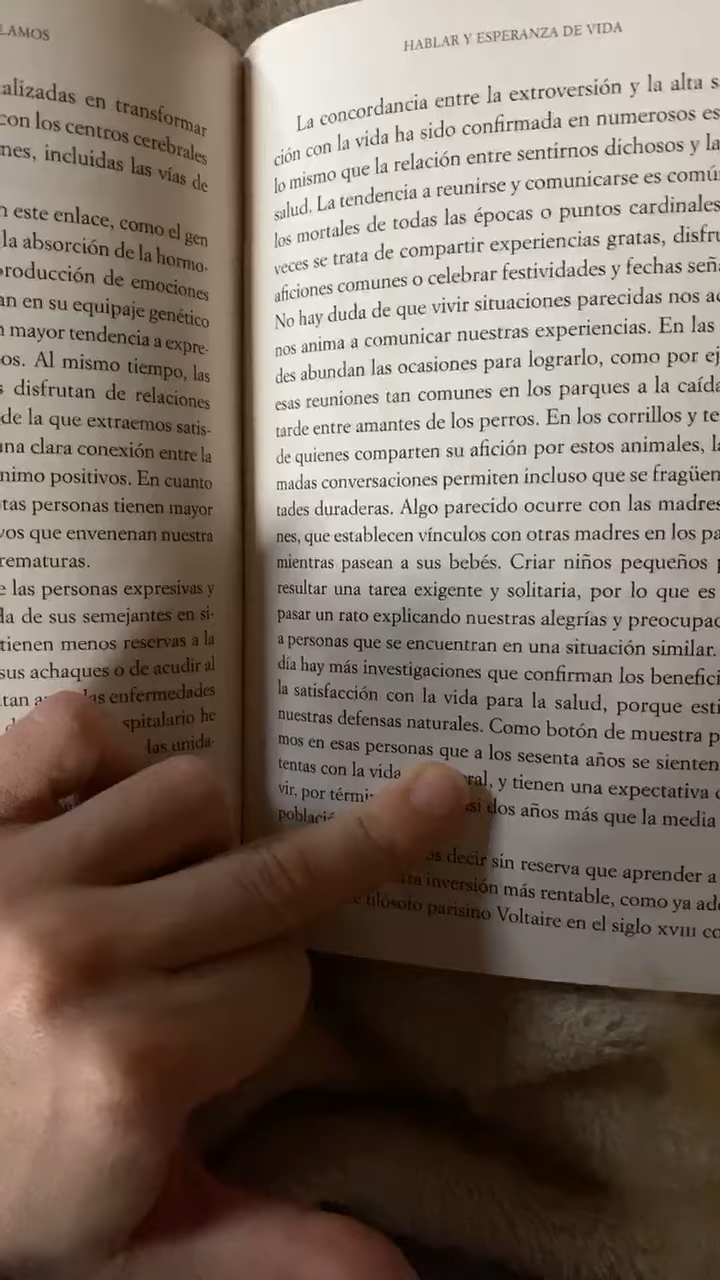 LAMOS
alizadas en transformar
con los centros cerebrales
nes, incluidas las vías de
este enlace, como el gen
la absorción de la hormo-
producción de emociones
an en su equipaje genético
mayor tendencia a expre-
os. Al mismo tiempo, las
disfrutan de relaciones
de la que extraemos satis-
una clara conexión entre la
nimo positivos. En cuanto
tas personas tienen mayor
vos que envenenan nuestra
rematuras.
e las personas expresivas y
da de sus semejantes en si-
tienen menos reservas a la
sus achaques o de acudir al
tan las enfermedades
spitalario he
las unida-
HABLAR Y ESPERANZA DE VIDA
La concordancia entre la extroversión y la alta s
ción con la vida ha sido confirmada en numerosos es
lo mismo que la relación entre sentirnos dichosos y la
salud. La tendencia a reunirse y comunicarse es comú
los mortales de todas las épocas o puntos cardinales
veces se trata de compartir experiencias gratas, disfru
aficiones comunes o celebrar festividades y fechas seña
No hay duda de que vivir situaciones parecidas nos ac
nos anima a comunicar nuestras experiencias. En las
des abundan las ocasiones para lograrlo, como por ej
esas reuniones tan comunes en los parques a la caída
tarde entre amantes de los perros. En los corrillos y te
de quienes comparten su afición por estos animales, la
madas conversaciones permiten incluso que se fragüen
tades duraderas. Algo parecido ocurre con las madres
nes, que establecen vínculos con otras madres en los pa
mientras pasean a sus bebés. Criar niños pequeños p
resultar una tarea exigente y solitaria, por lo que es
pasar un rato explicando nuestras alegrías y preocupac
a personas que se encuentran en una situación similar.
día hay más investigaciones que confirman los benefici
la satisfacción con la vida para la salud, porque esti
nuestras defensas naturales. Como botón de muestra p
mos en esas personas que a los sesenta años se sienten
tentas con la vida ral, y tienen una expectativa
vir, por térmi si dos años más que la media
poblaci
os decir sin reserva que aprender a
ra inversión más rentable, como ya ade
filósofo parisino Voltaire en el siglo XVIII co